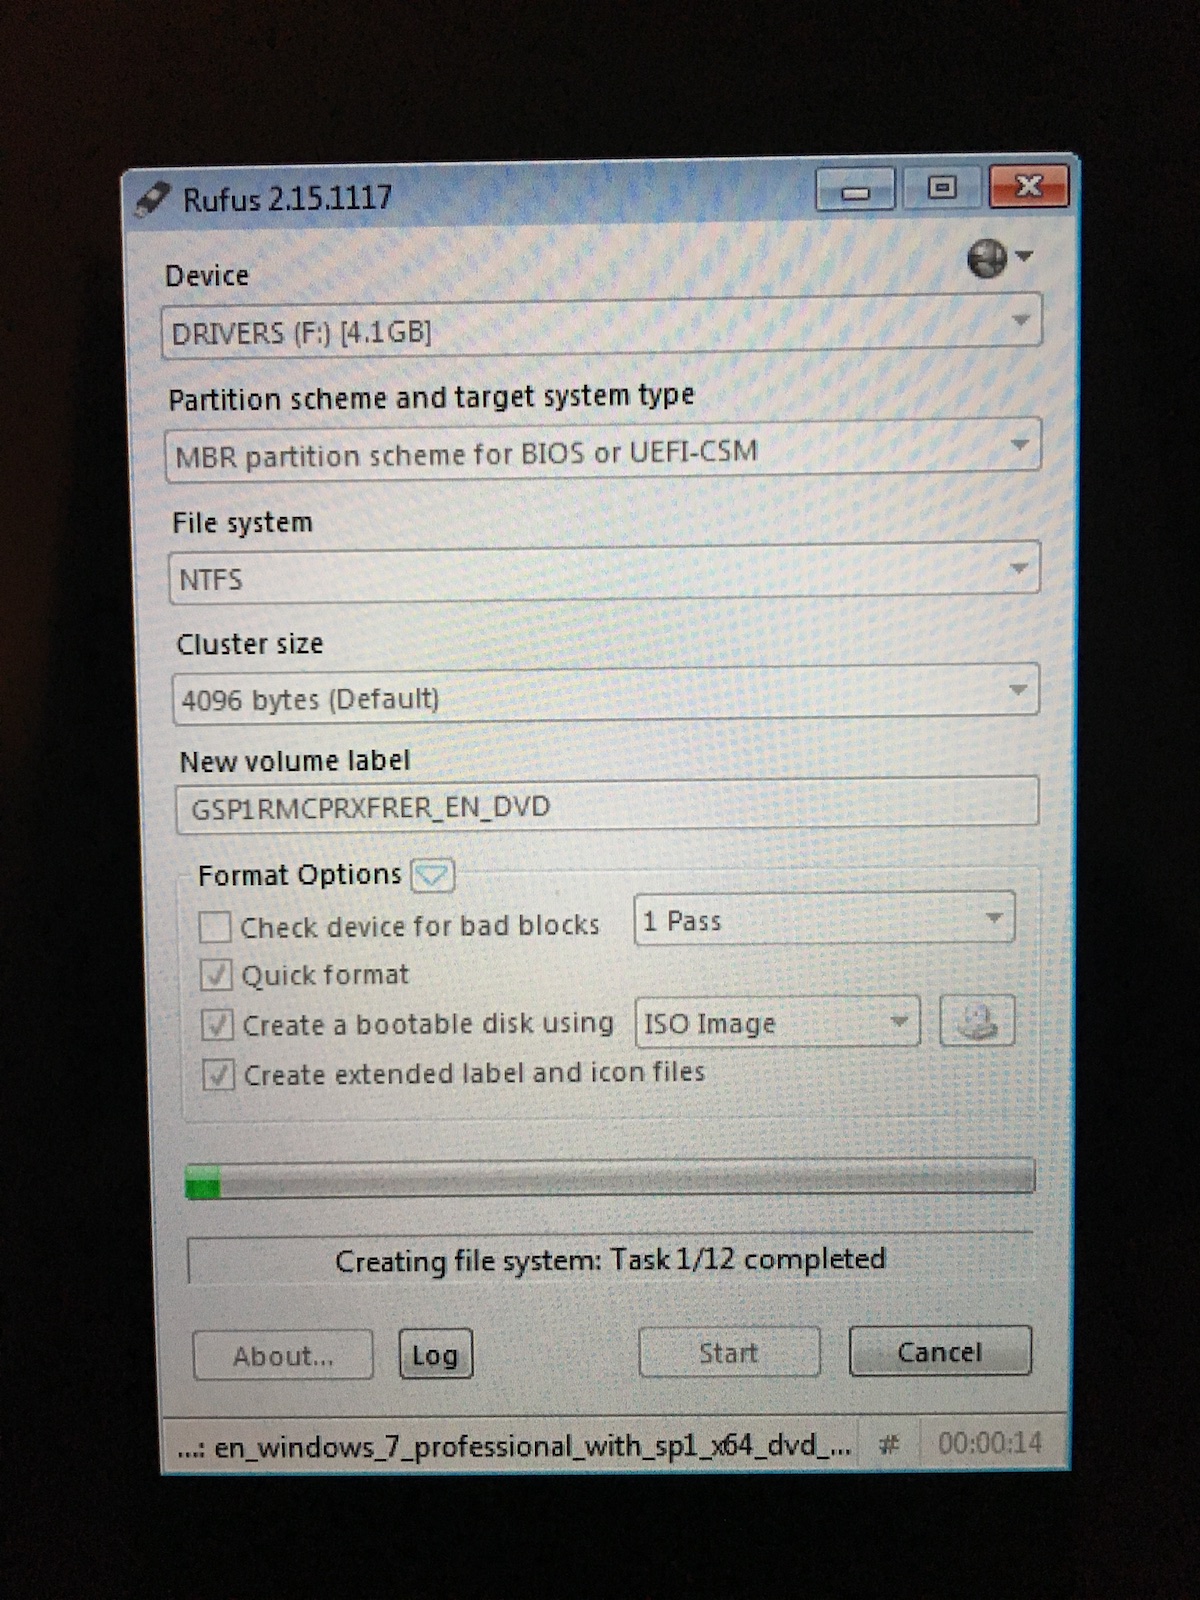 Rufus 2.15.1117
Device
DRIVERS (F:) [4.1GB]
Partition scheme and target system type
MBR partition scheme for BIOS or UEFI-CSM
File system
NTFS
Cluster size
4096 bytes (Default)
New volume label
GSP1RMCPRXFRER_EN_DVD
Format Options
Check device for bad blocks 1 Pass
Quick format
Create a bootable disk using ISO Image
Create extended label and icon files
Creating file system: Task 1/12 completed
About... Log Start Cancel
...: en_windows_7_professional_with_sp1_x64_dvd_... # 00:00:14